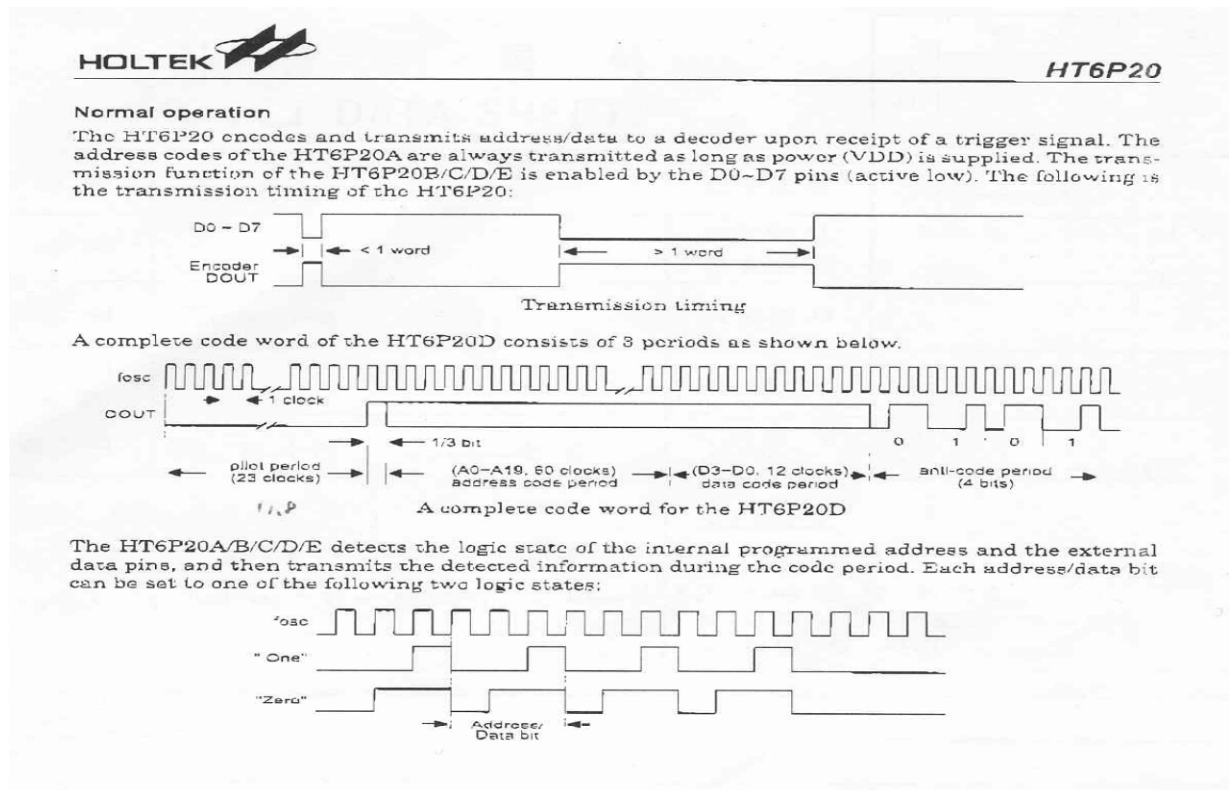 HOLTEK
HT6P20
Normal operation
The HT6P20 encodes and transmits address/data to a decoder upon receipt of a trigger signal. The
address codes of the HT6P20A are always transmitted as long as power (VDD) is supplied. The trans-
mission function of the HT6P20B/C/D/E is enabled by the D0~D7 pins (active low). The following is
the transmission timing of the HT6P20:
D0 ~ D7
< 1 word
> 1 word
Encoder
DOUT
Transmission timing
A complete code word of the HT6P20D consists of 3 periods as shown below.
fosc
1 clock
DOUT
1/3 bit
0 1 0 1
pilot period
(23 clocks)
(A0~A19, 60 clocks)
address code period
(D3~D0, 12 clocks)
data code period
anti-code period
(4 bits)
A complete code word for the HT6P20D
The HT6P20A/B/C/D/E detects the logic state of the internal programmed address and the external
data pins, and then transmits the detected information during the code period. Each address/data bit
can be set to one of the following two logic states:
fosc
"One"
"Zero"
Address/
Data bit